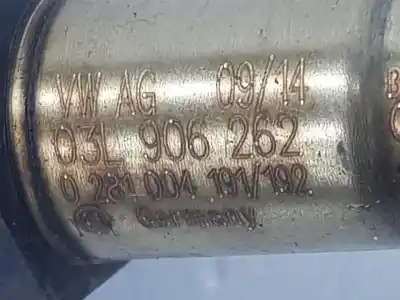 VW AG 09/14
03L 906 262
0 281 004 191/192
Germany
B